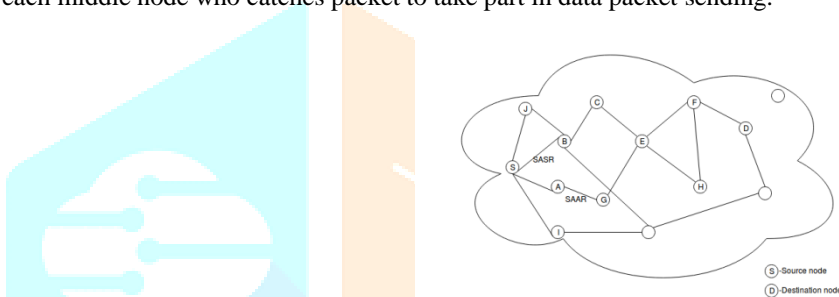 each middle node who catches packet to take part in data packet sending.
C
F
J
D
B
E
SASR
S
A
H
SAAR
G
I
S -Source node
D -Destination node